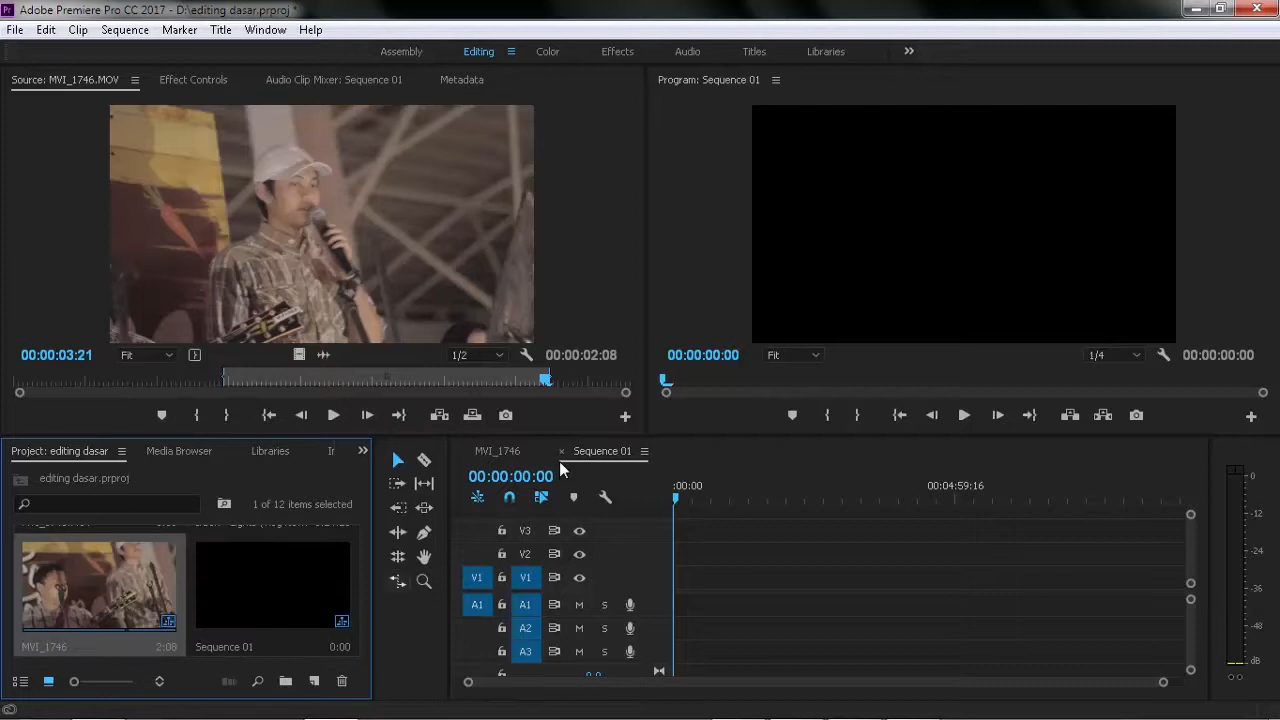 Adobe Premiere Pro CC 2017 - D:\editing dasar.prproj *
File Edit Clip Sequence Marker Title Window Help
Assembly Editing Color Effects Audio Titles Libraries
Source: MVI_1746.MOV Effect Controls Audio Clip Mixer: Sequence 01 Metadata
Program: Sequence 01
00:00:03:21 Fit 1/2 00:00:02:08
00:00:00:00 Fit 1/4 00:00:00:00
Project: editing dasar Media Browser Libraries
editing dasar.prproj
1 of 12 items selected
MVI_1746 2:08
Sequence 01 0:00
MVI_1746 × Sequence 01
00:00:00:00
:00:00 00:04:59:16
V3
V2
V1 V1
A1 A1 M S
A2 M S
A3 M S
0
-12
-24
-36
-48
dB